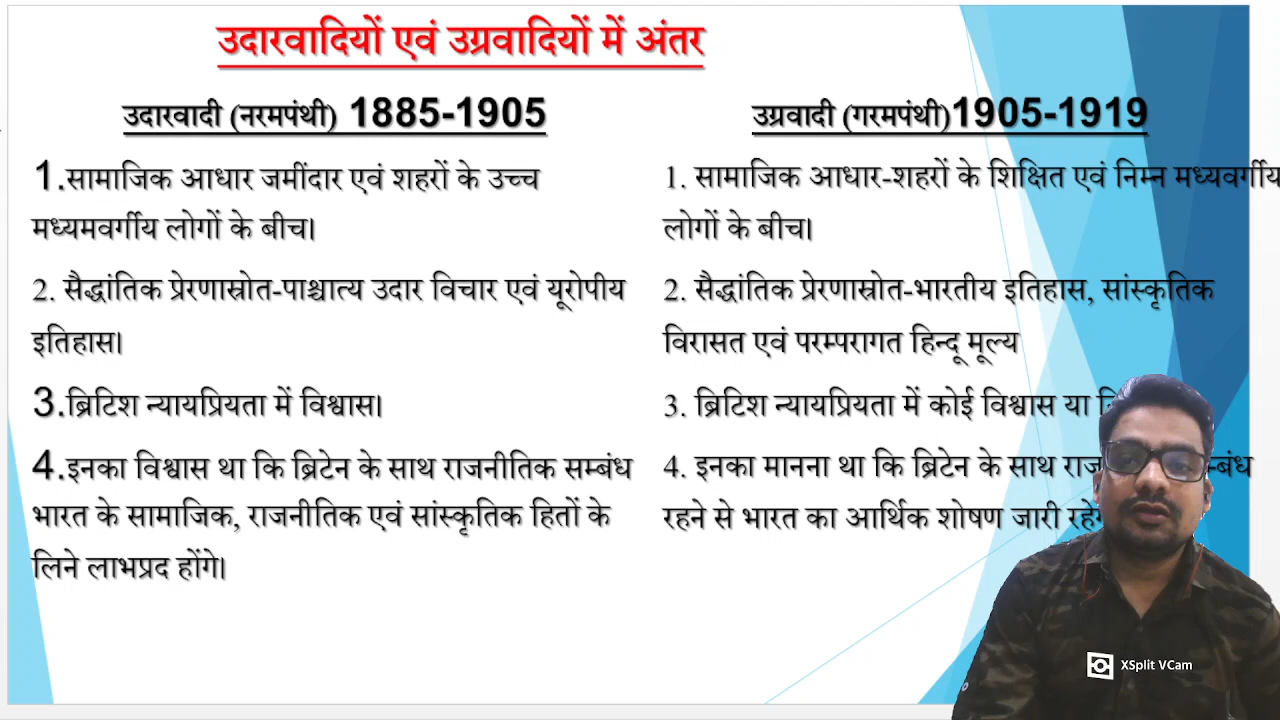 उदारवादियों एवं उग्रवादियों में अंतर
उदारवादी (नरमपंथी) 1885-1905
1.सामाजिक आधार जमींदार एवं शहरों के उच्च
मध्यमवर्गीय लोगों के बीच।
2. सैद्धांतिक प्रेरणास्रोत-पाश्चात्य उदार विचार एवं यूरोपीय
इतिहास।
3.ब्रिटिश न्यायप्रियता में विश्वास।
4.इनका विश्वास था कि ब्रिटेन के साथ राजनीतिक सम्बंध
भारत के सामाजिक, राजनीतिक एवं सांस्कृतिक हितों के
लिने लाभप्रद होंगे।
उग्रवादी (गरमपंथी)1905-1919
1. सामाजिक आधार-शहरों के शिक्षित एवं निम्न मध्यवर्गीय
लोगों के बीच।
2. सैद्धांतिक प्रेरणास्रोत-भारतीय इतिहास, सांस्कृतिक
विरासत एवं परम्परागत हिन्दू मूल्य
3. ब्रिटिश न्यायप्रियता में कोई विश्वास या
4. इनका मानना था कि ब्रिटेन के साथ
रहने से भारत का आर्थिक शोषण जारी
XSplit VCam